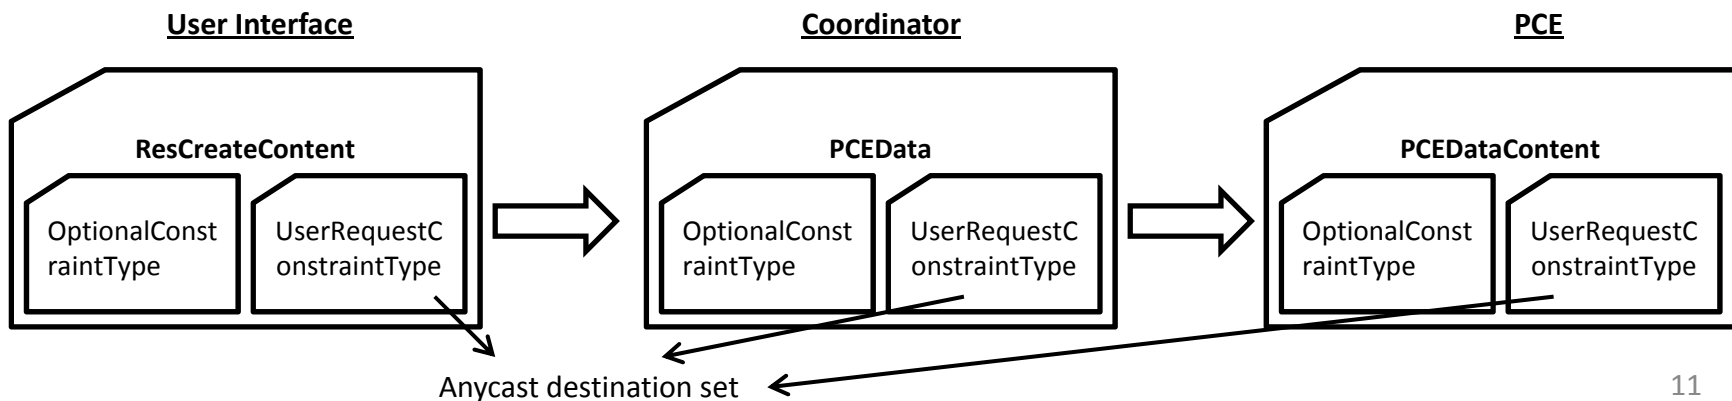 User Interface
Coordinator
PCE
ResCreateContent
PCEData
PCEDataContent
OptionalConst
raintType
UserRequestC
onstraintType
OptionalConst
raintType
UserRequestC
onstraintType
OptionalConst
raintType
UserRequestC
onstraintType
Anycast destination set
11